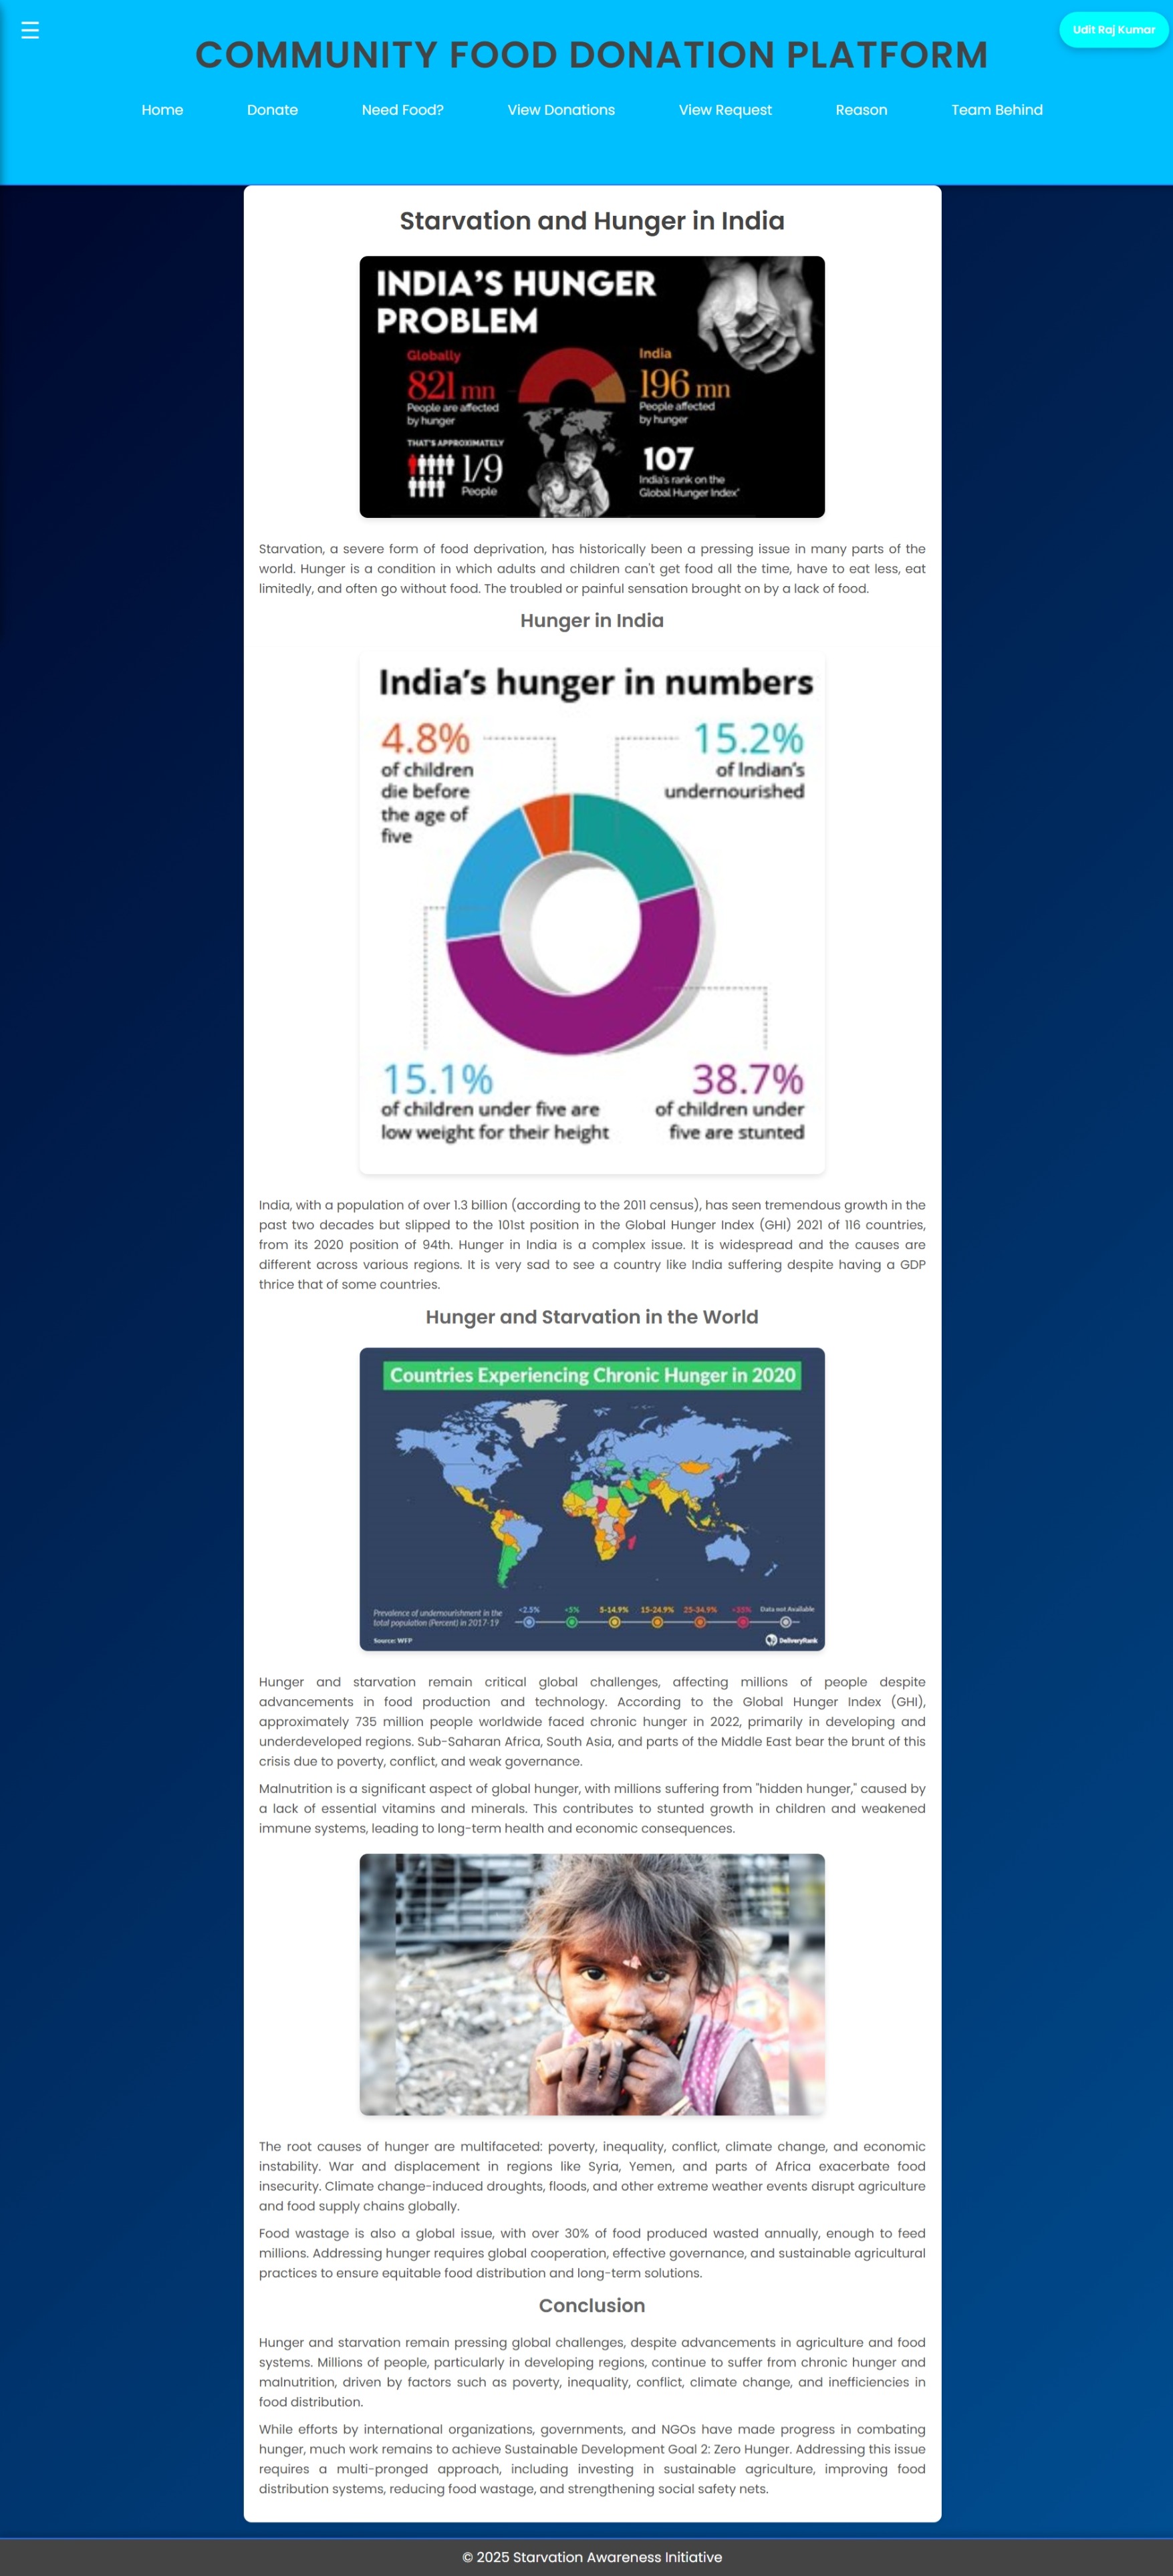 ☰
Udit Raj Kumar
COMMUNITY FOOD DONATION PLATFORM
Home Donate Need Food? View Donations View Request Reason Team Behind
Starvation and Hunger in India
INDIA'S HUNGER
PROBLEM
Globally
821 mn
People are affected
by hunger
THAT'S APPROXIMATELY
1/9
People
India
196 mn
People affected
by hunger
107
India's rank on the
Global Hunger Index*
Starvation, a severe form of food deprivation, has historically been a pressing issue in many parts of the
world. Hunger is a condition in which adults and children can't get food all the time, have to eat less, eat
limitedly, and often go without food. The troubled or painful sensation brought on by a lack of food.
Hunger in India
India's hunger in numbers
4.8%
of children
die before
the age of
five
15.2%
of Indian's
undernourished
15.1%
of children under five are
low weight for their height
38.7%
of children under
five are stunted
India, with a population of over 1.3 billion (according to the 2011 census), has seen tremendous growth in the
past two decades but slipped to the 101st position in the Global Hunger Index (GHI) 2021 of 116 countries,
from its 2020 position of 94th. Hunger in India is a complex issue. It is widespread and the causes are
different across various regions. It is very sad to see a country like India suffering despite having a GDP
thrice that of some countries.
Hunger and Starvation in the World
Countries Experiencing Chronic Hunger in 2020
Prevalence of undernourishment in the
total population (Percent) in 2017-19
<2.5% <5% 5-14.9% 15-24.9% 25-34.9% >35% Data not Available
Source: WFP
DeliveryRank
Hunger and starvation remain critical global challenges, affecting millions of people despite
advancements in food production and technology. According to the Global Hunger Index (GHI),
approximately 735 million people worldwide faced chronic hunger in 2022, primarily in developing and
underdeveloped regions. Sub-Saharan Africa, South Asia, and parts of the Middle East bear the brunt of this
crisis due to poverty, conflict, and weak governance.
Malnutrition is a significant aspect of global hunger, with millions suffering from "hidden hunger," caused by
a lack of essential vitamins and minerals. This contributes to stunted growth in children and weakened
immune systems, leading to long-term health and economic consequences.
The root causes of hunger are multifaceted: poverty, inequality, conflict, climate change, and economic
instability. War and displacement in regions like Syria, Yemen, and parts of Africa exacerbate food
insecurity. Climate change-induced droughts, floods, and other extreme weather events disrupt agriculture
and food supply chains globally.
Food wastage is also a global issue, with over 30% of food produced wasted annually, enough to feed
millions. Addressing hunger requires global cooperation, effective governance, and sustainable agricultural
practices to ensure equitable food distribution and long-term solutions.
Conclusion
Hunger and starvation remain pressing global challenges, despite advancements in agriculture and food
systems. Millions of people, particularly in developing regions, continue to suffer from chronic hunger and
malnutrition, driven by factors such as poverty, inequality, conflict, climate change, and inefficiencies in
food distribution.
While efforts by international organizations, governments, and NGOs have made progress in combating
hunger, much work remains to achieve Sustainable Development Goal 2: Zero Hunger. Addressing this issue
requires a multi-pronged approach, including investing in sustainable agriculture, improving food
distribution systems, reducing food wastage, and strengthening social safety nets.
© 2025 Starvation Awareness Initiative